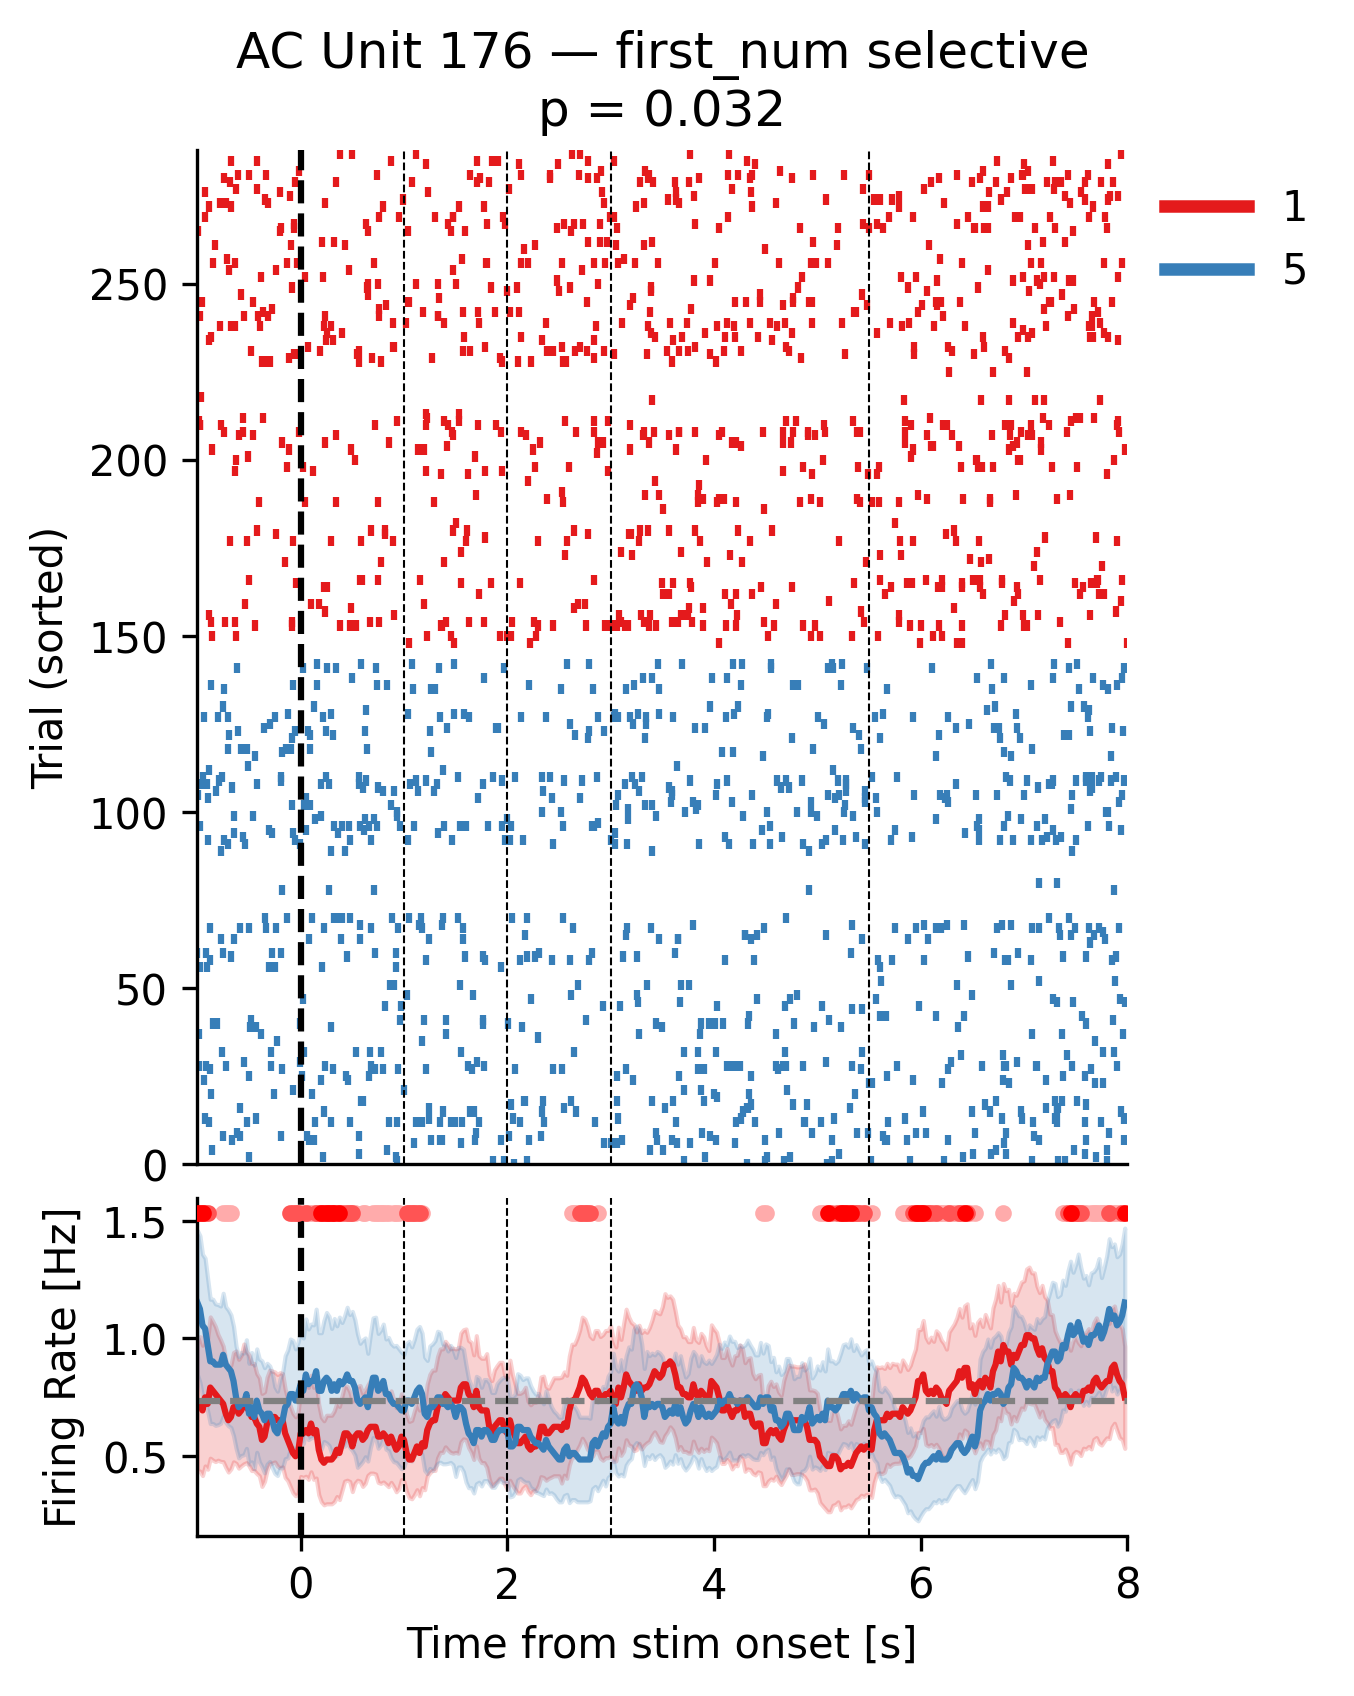 AC Unit 176 — first_num selective
p = 0.032
1
5
Trial (sorted)
250
200
150
100
50
0
Firing Rate [Hz]
1.5
1.0
0.5
0 2 4 6 8
Time from stim onset [s]